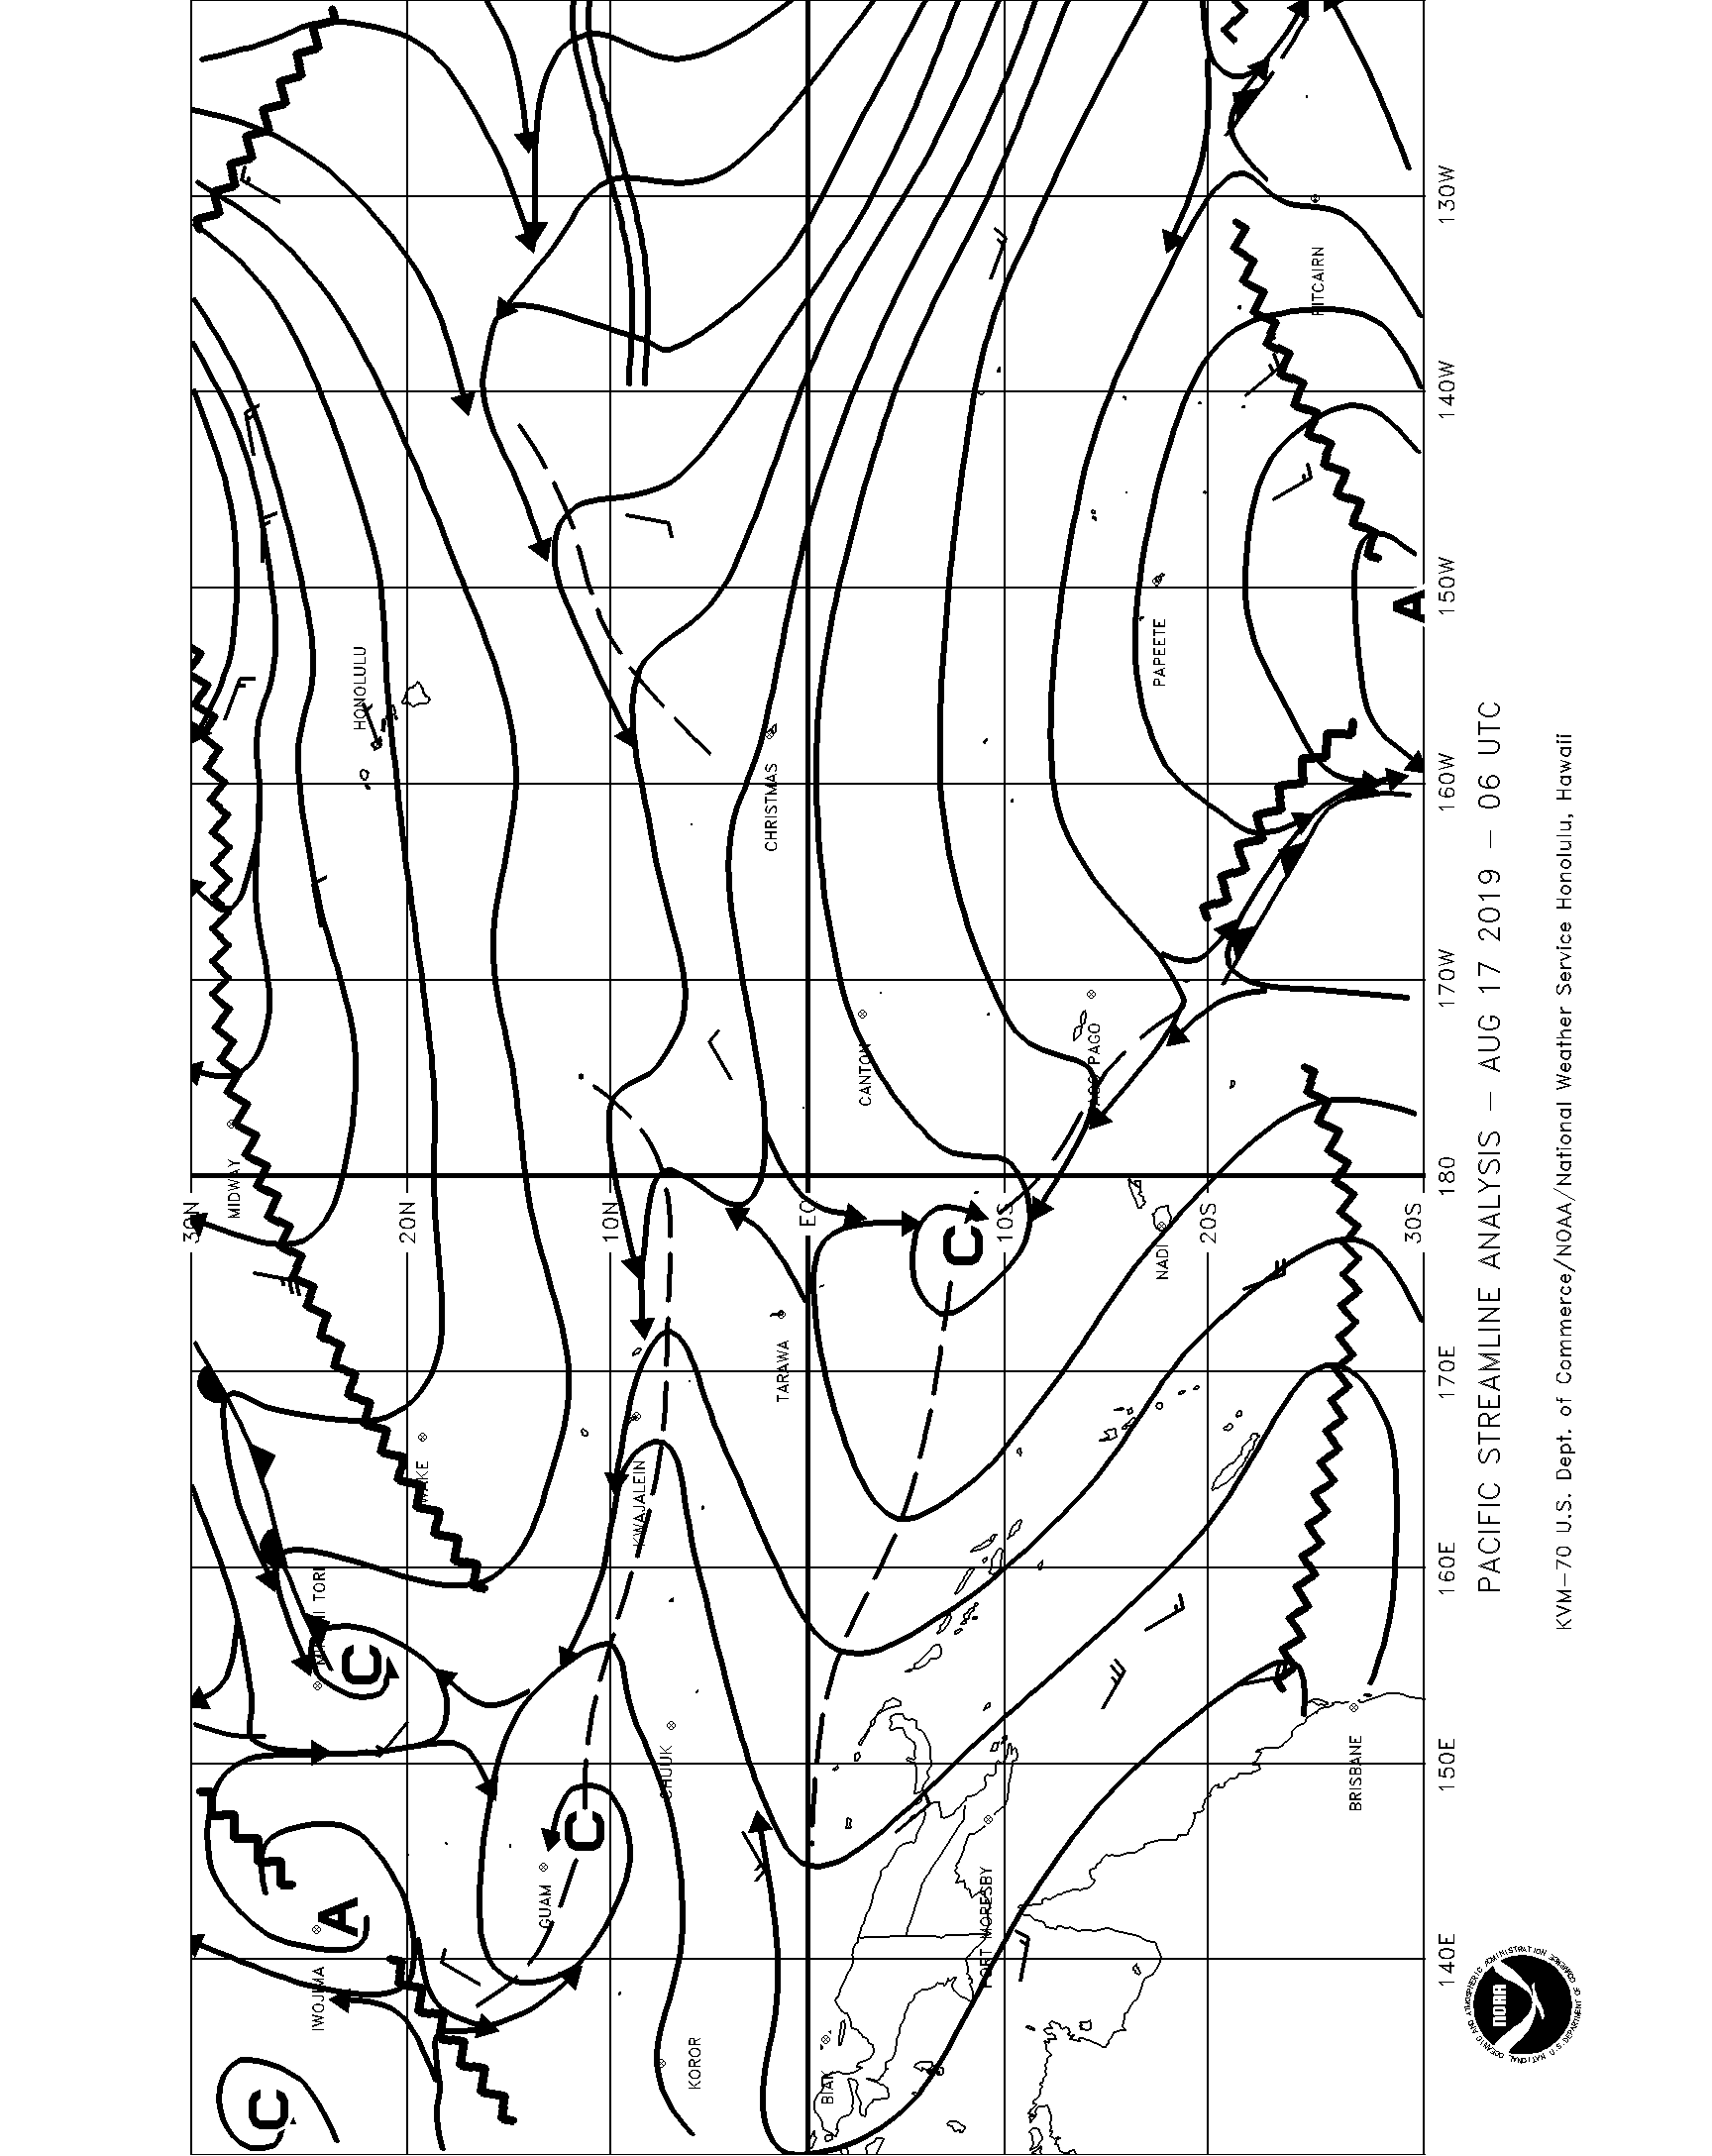 30N
20N
10N
EQ
10S
20S
30S
130W
140W
150W
160W
170W
180
170E
160E
150E
140E
HONOLULU
MIDWAY
CHRISTMAS
CANTON
PAGO PAGO
PAPEETE
PITCAIRN
NADI
TARAWA
KWAJALEIN
WAKE
CHUUK
GUAM
IWOJIMA
KOROR
BIAK
PORT MORESBY
BRISBANE
C
C
C
C
A
A
PACIFIC STREAMLINE ANALYSIS - AUG 17 2019 - 06 UTC
KVM-70 U.S. Dept. of Commerce/NOAA/National Weather Service Honolulu, Hawaii
NATIONAL OCEANIC AND ATMOSPHERIC ADMINISTRATION
U.S. DEPARTMENT OF COMMERCE
NOAA